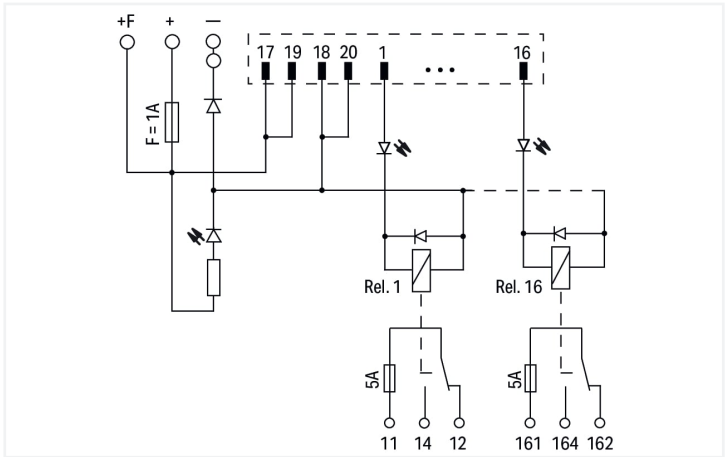 +F + —
17 19 18 20 1 ••• 16
F = 1A
Rel. 1 Rel. 16
5A 5A
11 14 12 161 164 162